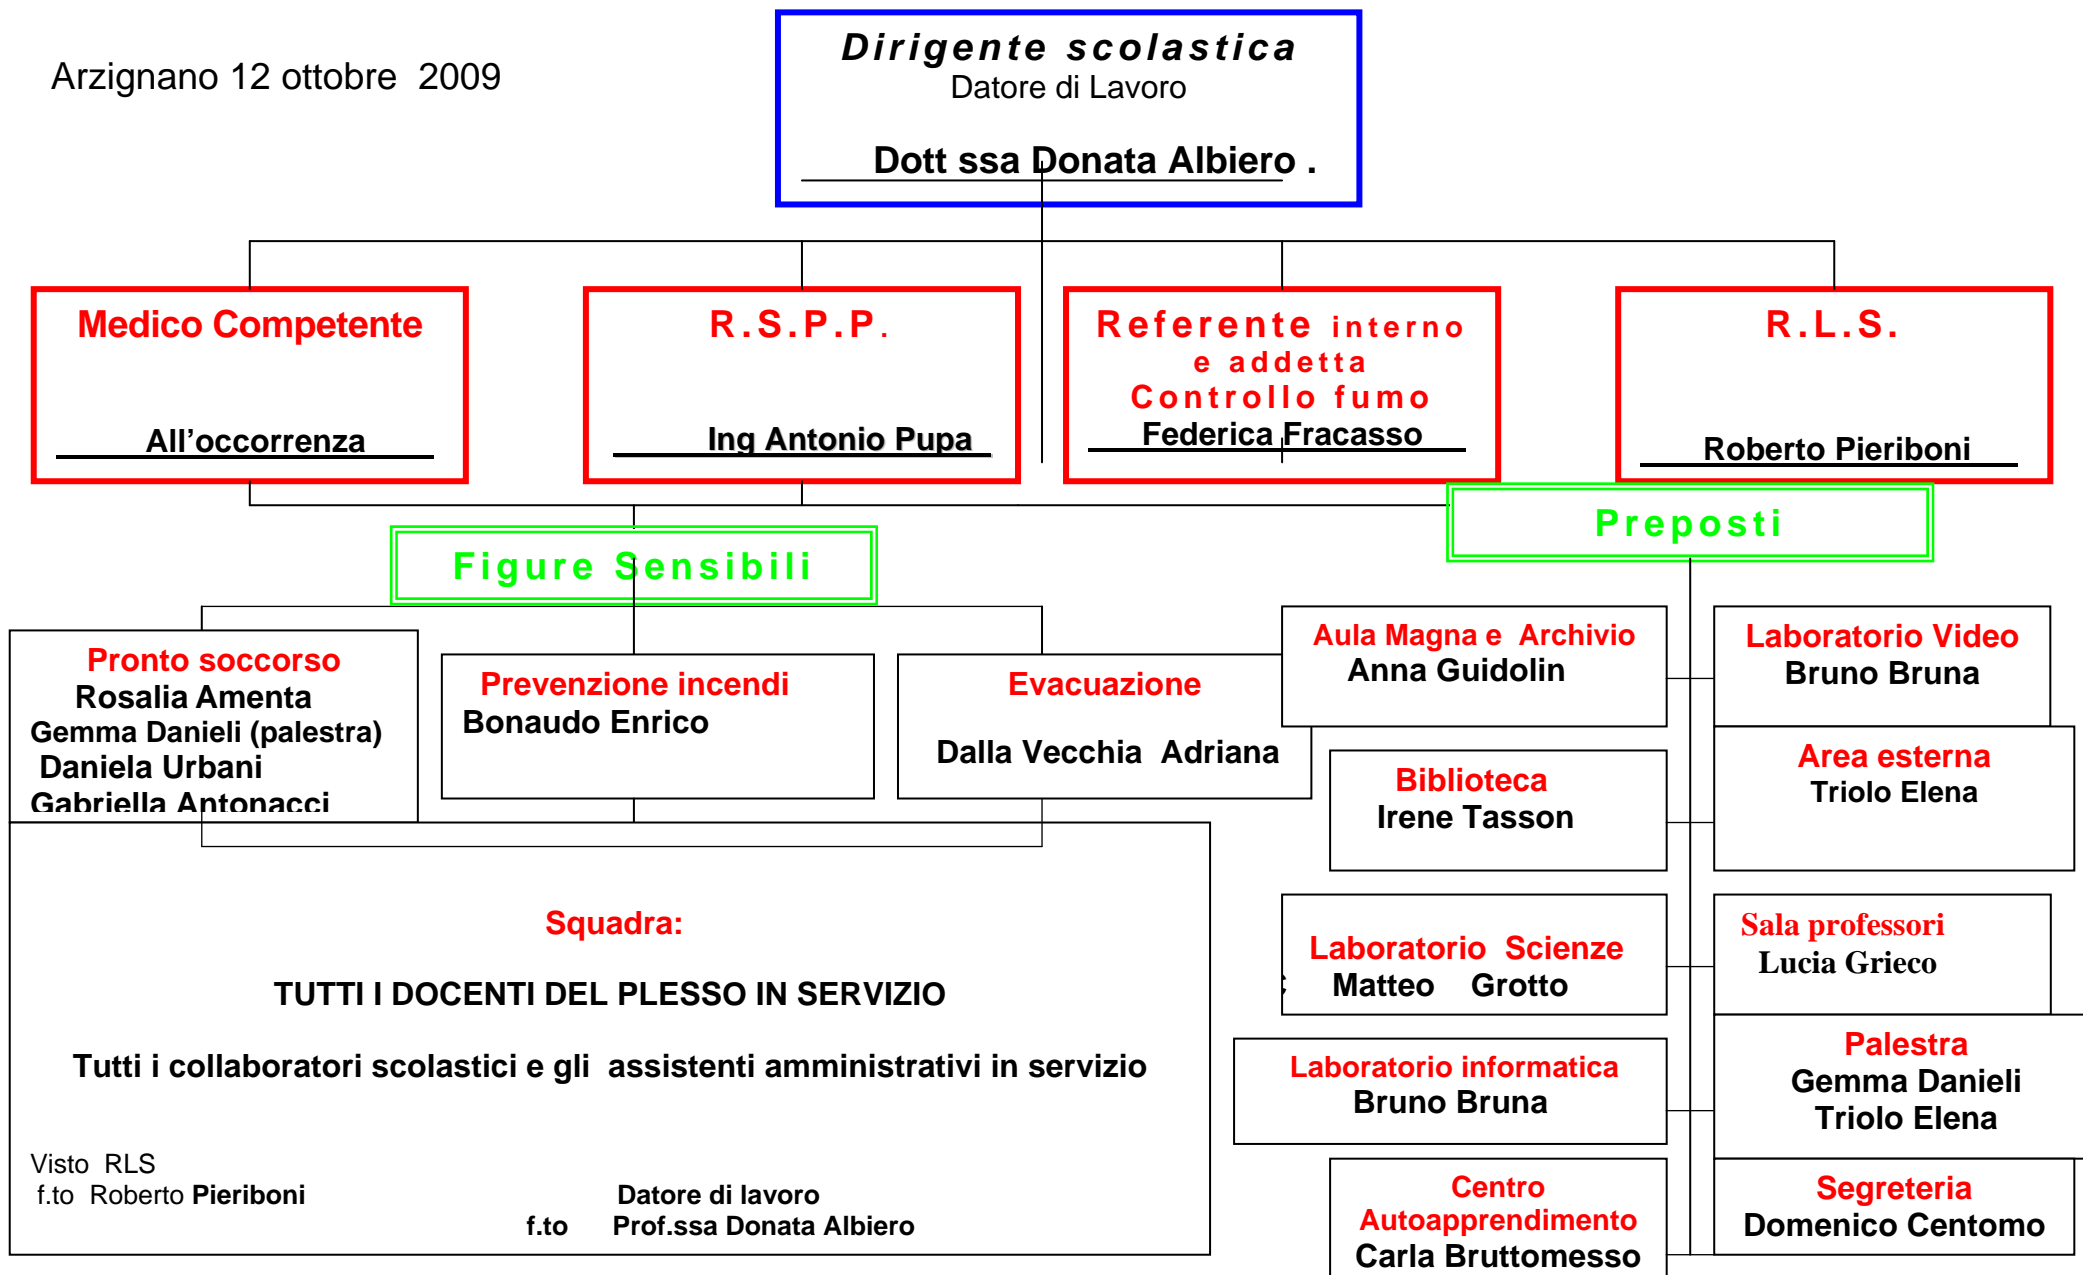 Arzignano 12 ottobre 2009
Dirigente scolastica
Datore di Lavoro
Dott ssa Donata Albiero .
Medico Competente
All'occorrenza
R.S.P.P.
Ing Antonio Pupa
Referente interno
e addetta
Controllo fumo
Federica Fracasso
R.L.S.
Roberto Pieriboni
Figure Sensibili
Preposti
Pronto soccorso
Rosalia Amenta
Gemma Danieli (palestra)
Daniela Urbani
Gabriella Antonacci
Prevenzione incendi
Bonaudo Enrico
Evacuazione
Dalla Vecchia Adriana
Aula Magna e Archivio
Anna Guidolin
Laboratorio Video
Bruno Bruna
Biblioteca
Irene Tasson
Area esterna
Triolo Elena
Laboratorio Scienze
Matteo Grotto
Sala professori
Lucia Grieco
Laboratorio informatica
Bruno Bruna
Palestra
Gemma Danieli
Triolo Elena
Centro
Autoapprendimento
Carla Bruttomesso
Segreteria
Domenico Centomo
Squadra:
TUTTI I DOCENTI DEL PLESSO IN SERVIZIO
Tutti i collaboratori scolastici e gli assistenti amministrativi in servizio
Visto RLS
f.to Roberto Pieriboni
Datore di lavoro
f.to Prof.ssa Donata Albiero